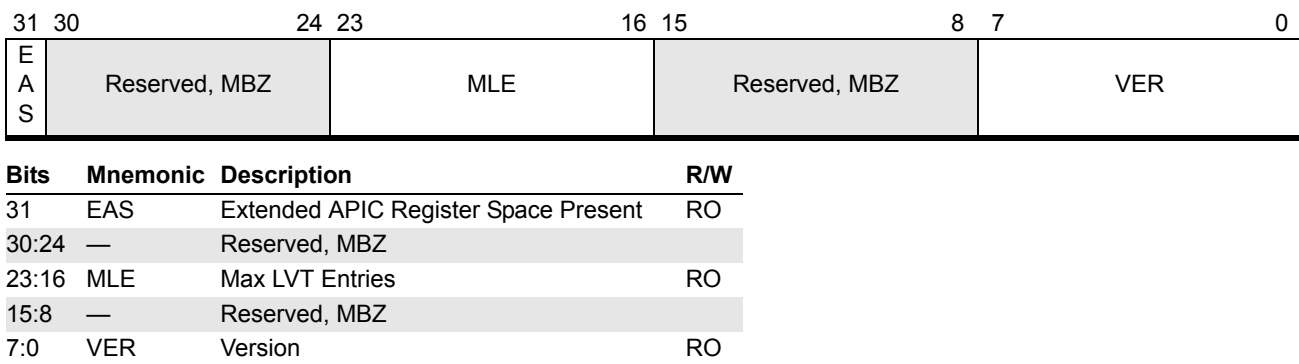 31 30 24 23 16 15 8 7 0
E
A
S
Reserved, MBZ MLE Reserved, MBZ VER
Bits Mnemonic Description R/W
31 EAS Extended APIC Register Space Present RO
30:24 — Reserved, MBZ
23:16 MLE Max LVT Entries RO
15:8 — Reserved, MBZ
7:0 VER Version RO